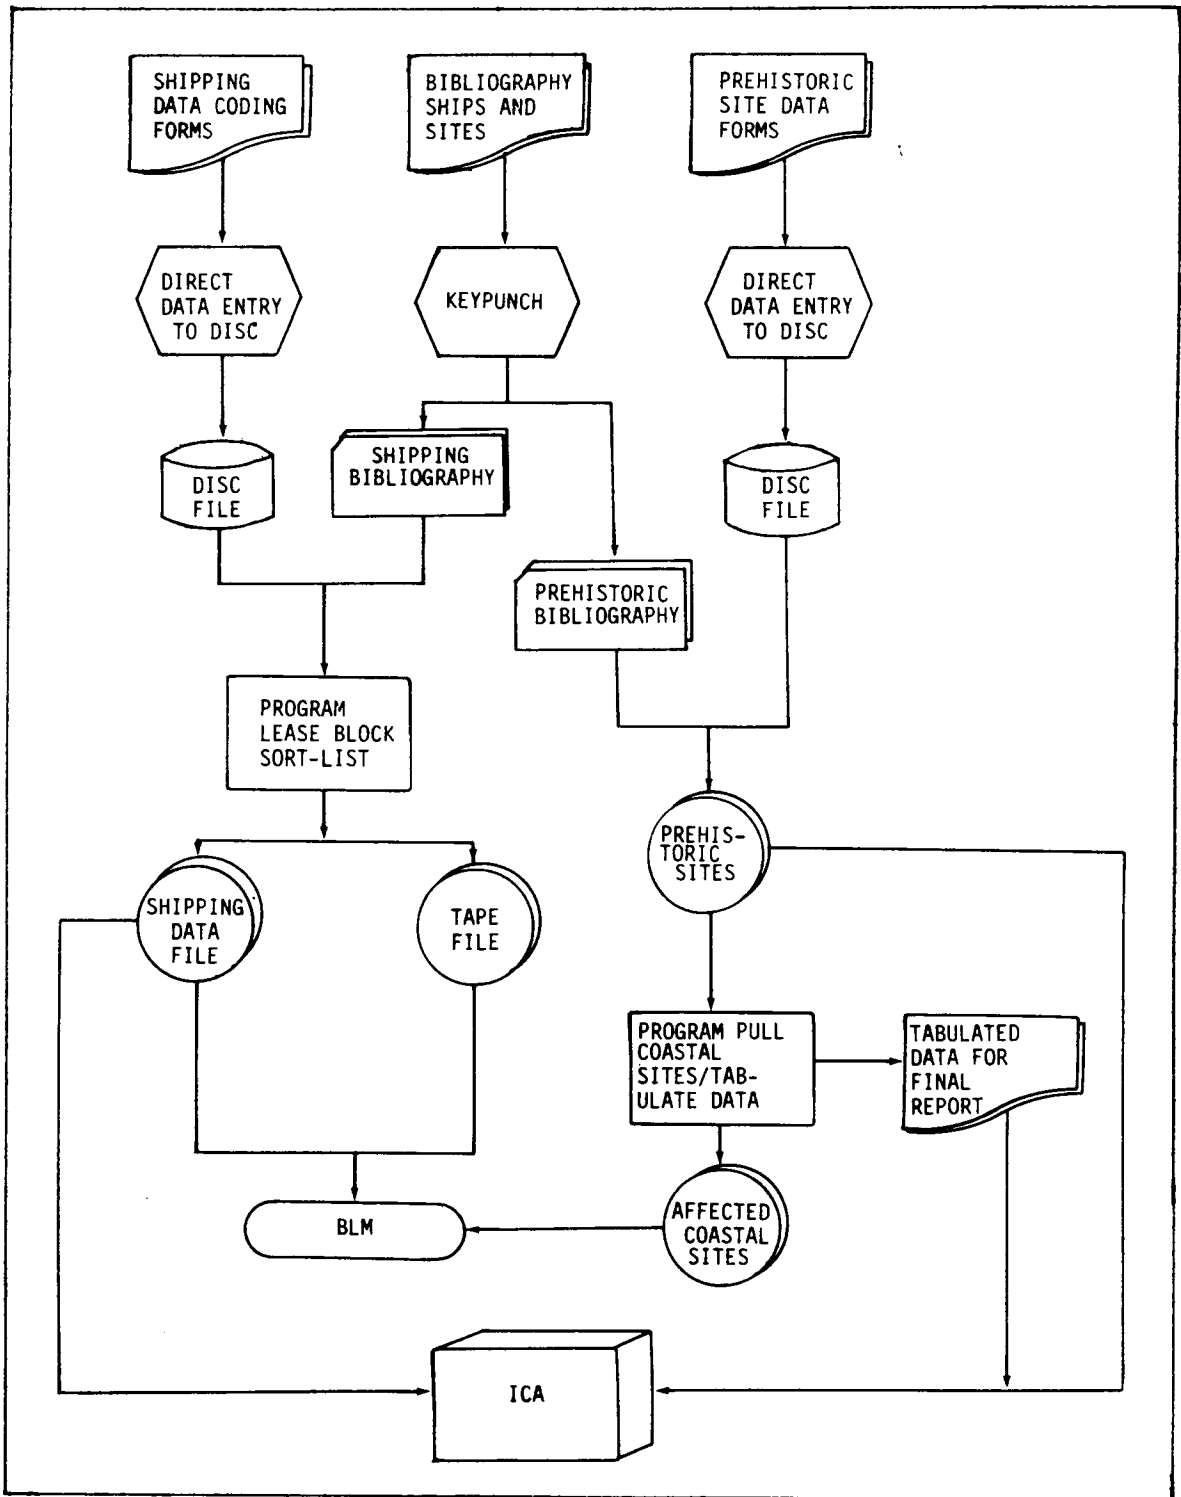 SHIPPING
DATA CODING
FORMS
BIBLIOGRAPHY
SHIPS AND
SITES
PREHISTORIC
SITE DATA
FORMS
DIRECT
DATA ENTRY
TO DISC
KEYPUNCH
DIRECT
DATA ENTRY
TO DISC
DISC
FILE
SHIPPING
BIBLIOGRAPHY
DISC
FILE
PREHISTORIC
BIBLIOGRAPHY
PROGRAM
LEASE BLOCK
SORT-LIST
PREHIS-
TORIC
SITES
SHIPPING
DATA
FILE
TAPE
FILE
PROGRAM PULL
COASTAL
SITES/TAB-
ULATE DATA
TABULATED
DATA FOR
FINAL
REPORT
BLM
AFFECTED
COASTAL
SITES
ICA